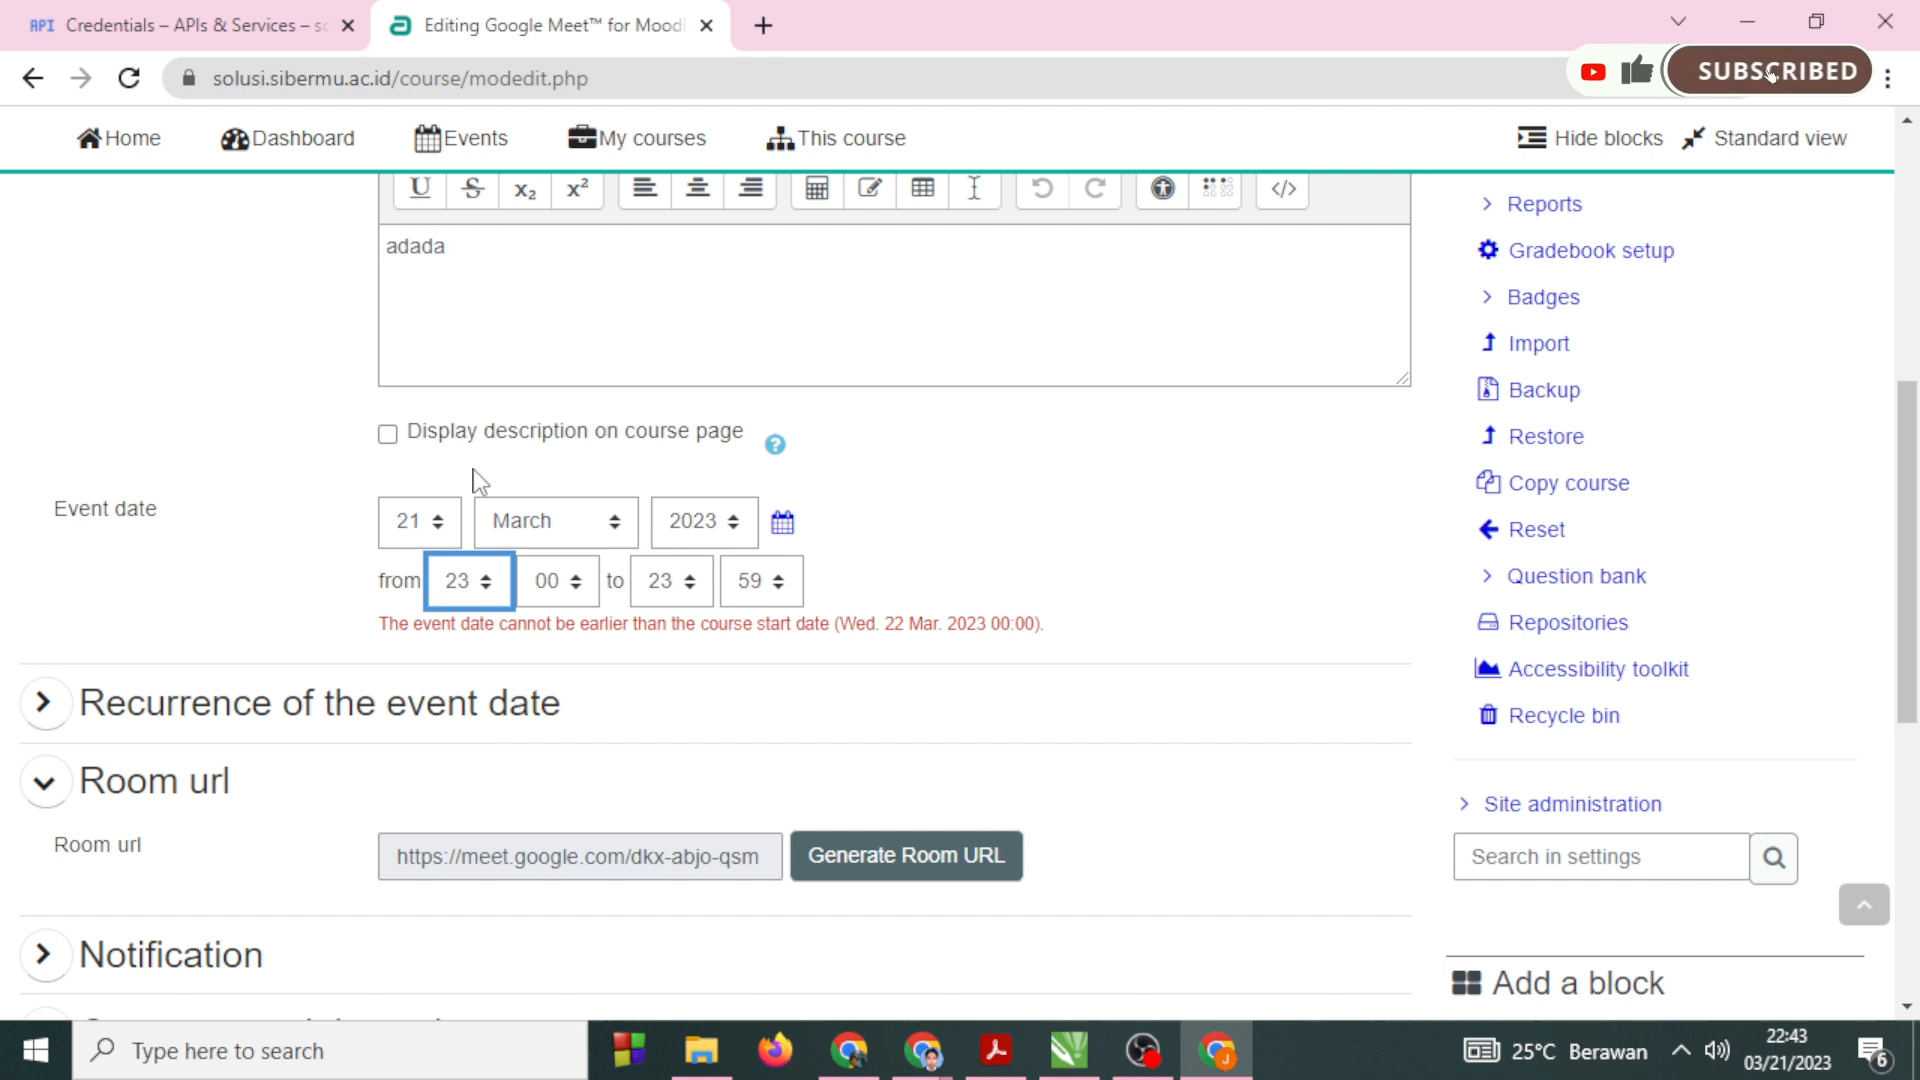 API Credentials – APIs & Services – sc
Editing Google Meet™ for Moodl
solusi.sibermu.ac.id/course/modedit.php
SUBSCRIBED
Home
Dashboard
Events
My courses
This course
Hide blocks
Standard view
adada
Display description on course page
Event date
21
March
2023
from
23
00
to
23
59
The event date cannot be earlier than the course start date (Wed. 22 Mar. 2023 00:00).
Recurrence of the event date
Room url
Room url
https://meet.google.com/dkx-abjo-qsm
Generate Room URL
Notification
Reports
Gradebook setup
Badges
Import
Backup
Restore
Copy course
Reset
Question bank
Repositories
Accessibility toolkit
Recycle bin
Site administration
Search in settings
Add a block
Type here to search
25°C Berawan
22:43
03/21/2023
6